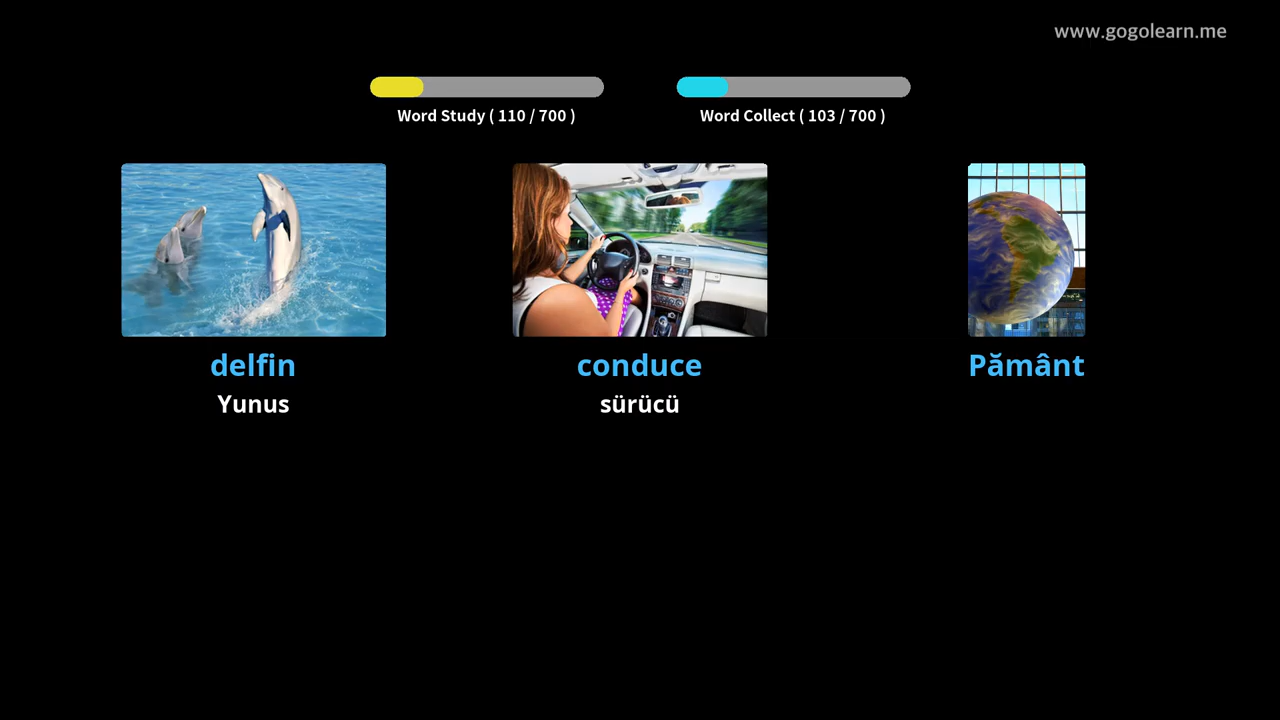 www.gogolearn.me
Word Study ( 110 / 700 )
Word Collect ( 103 / 700 )
delfin
Yunus
conduce
sürücü
Pământ